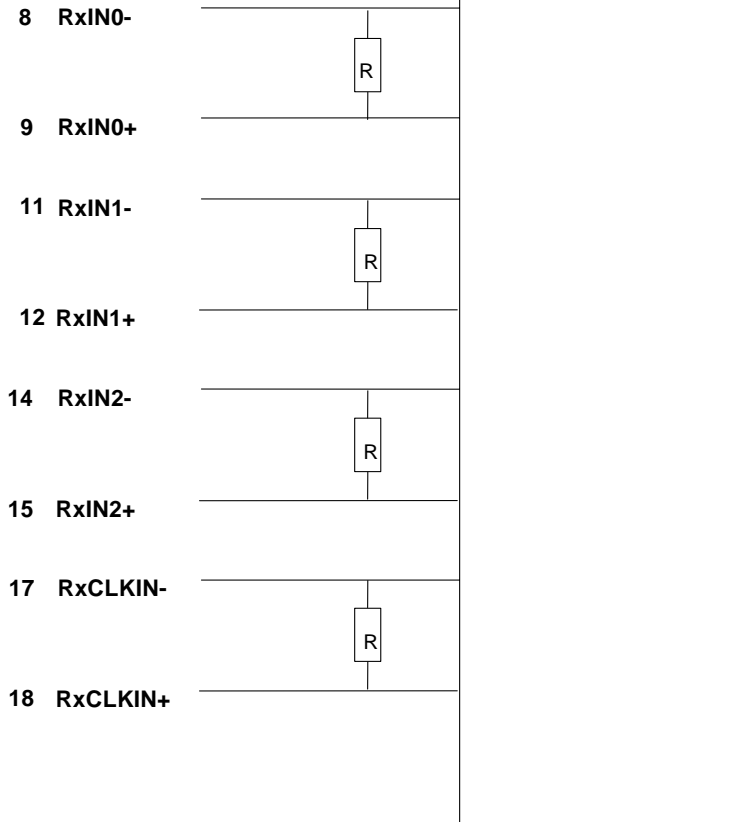 8 RxIN0-
R
9 RxIN0+
11 RxIN1-
R
12 RxIN1+
14 RxIN2-
R
15 RxIN2+
17 RxCLKIN-
R
18 RxCLKIN+